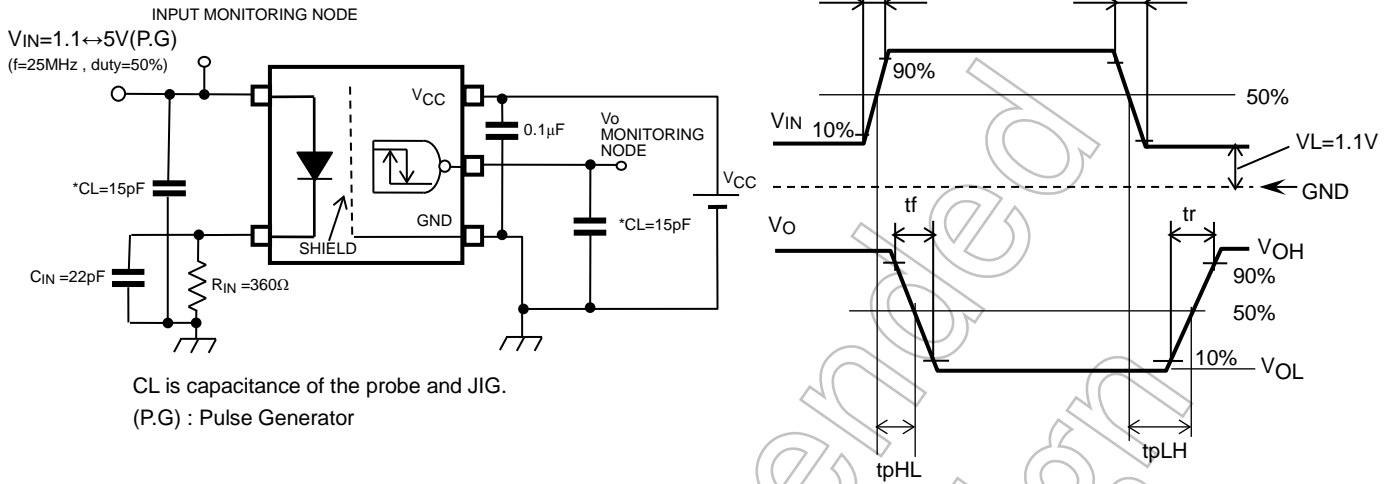 INPUT MONITORING NODE
VIN=1.1↔5V(P.G)
(f=25MHz , duty=50%)
VCC
0.1μF
Vo
MONITORING
NODE
*CL=15pF
GND
VCC
*CL=15pF
SHIELD
CIN =22pF
RIN =360Ω
CL is capacitance of the probe and JIG.
(P.G) : Pulse Generator
90%
50%
VIN
10%
VL=1.1V
GND
tf
tr
VO
VOH
90%
50%
10%
VOL
tpHL
tpLH
ended